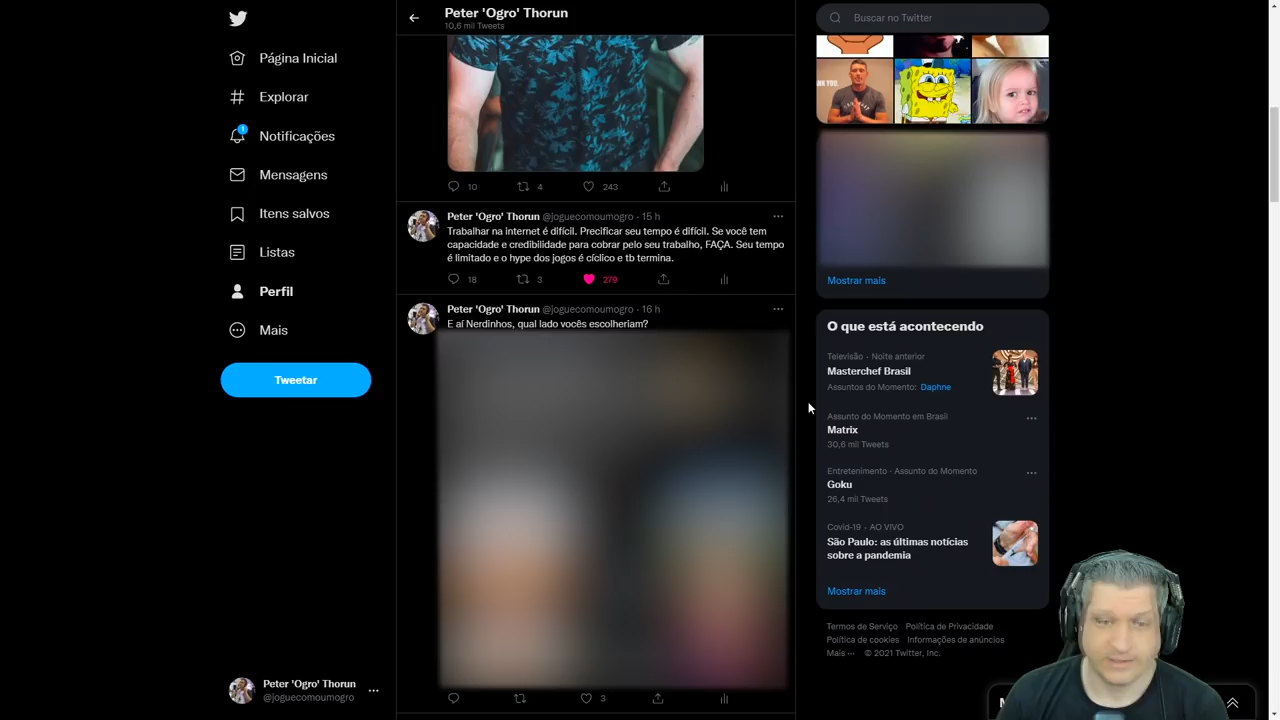 Peter 'Ogro' Thorun
10,6 mil Tweets
Página Inicial
Explorar
1
Notificações
Mensagens
Itens salvos
Listas
Perfil
Mais
Tweetar
Peter 'Ogro' Thorun
@joguecomoumogro
10 4 243
Peter 'Ogro' Thorun @joguecomoumogro · 15 h
Trabalhar na internet é difícil. Precificar seu tempo é difícil. Se você tem
capacidade e credibilidade para cobrar pelo seu trabalho, FAÇA. Seu tempo
é limitado e o hype dos jogos é cíclico e tb termina.
18 3 279
Peter 'Ogro' Thorun @joguecomoumogro · 16 h
E aí Nerdinhos, qual lado vocês escolheriam?
3
Buscar no Twitter
Mostrar mais
O que está acontecendo
Televisão · Noite anterior
Masterchef Brasil
Assuntos do Momento: Daphne
Assunto do Momento em Brasil
Matrix
30,6 mil Tweets
Entretenimento · Assunto do Momento
Goku
26,4 mil Tweets
Covid-19 · AO VIVO
São Paulo: as últimas notícias
sobre a pandemia
Mostrar mais
Termos de Serviço Política de Privacidade
Política de cookies Informações de anúncios
Mais ··· © 2021 Twitter, Inc.